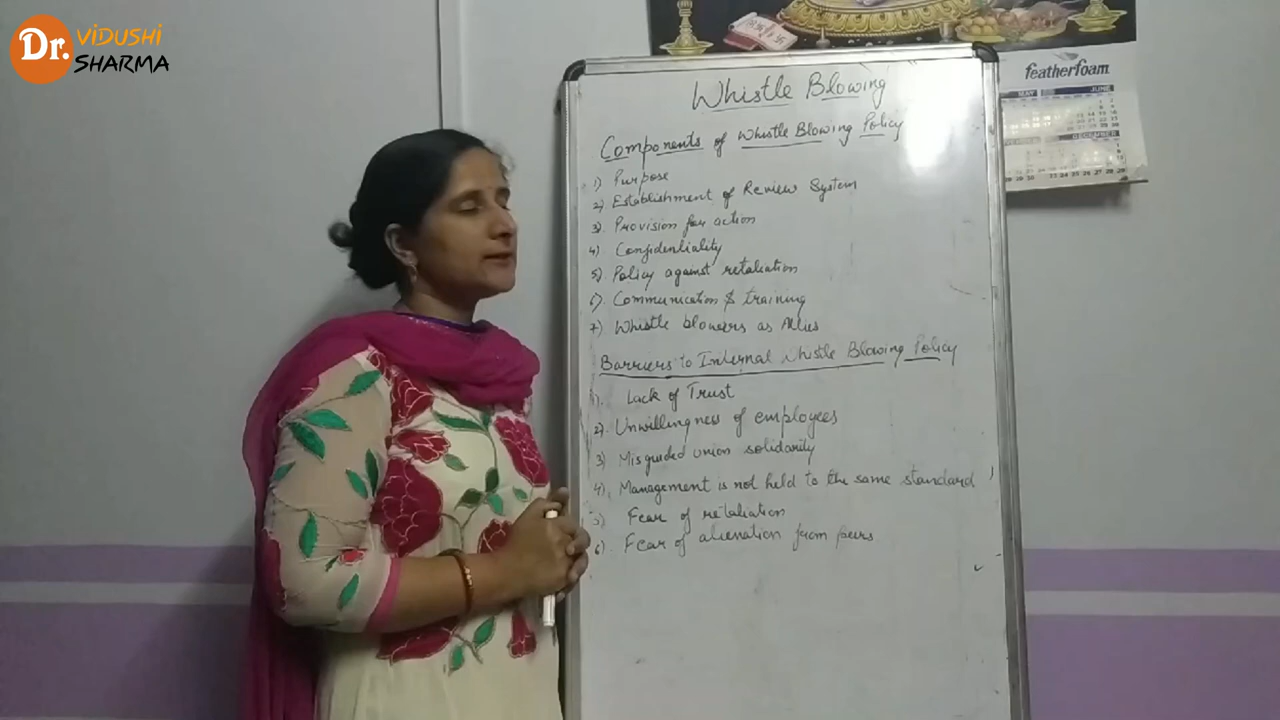 Dr. ViDUSHi
SHARMA
featherfoam
MAY JUNE
DECEMBER
Whistle Blowing
Components of Whistle Blowing Policy
1) Purpose
2) Establishment of Review System
3) Provision for action
4) Confidentiality
5) Policy against retaliation
6) Communication & training
7) Whistle blowers as Allies
Barriers to Internal Whistle Blowing Policy
1. Lack of Trust
2). Unwillingness of employees
3) Misguided union solidarity
4). Management is not held to the same standard
5) Fear of retaliation
6). Fear of alienation from peers